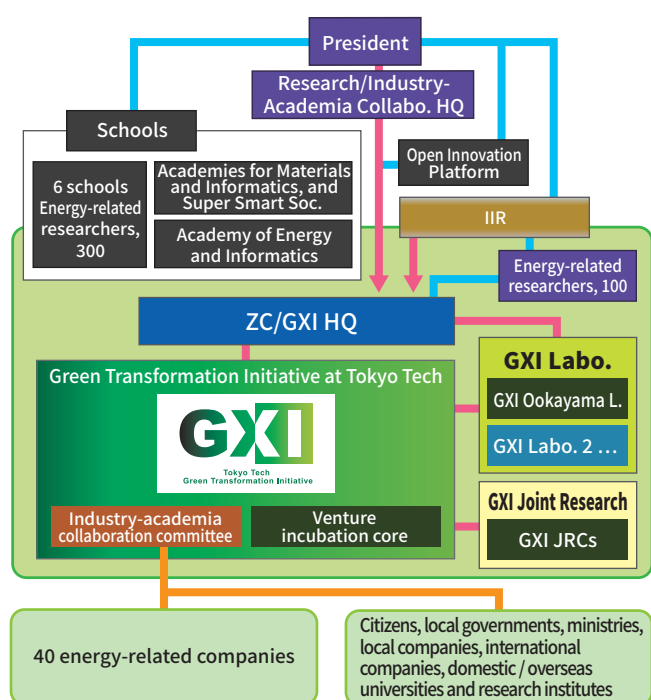 President
Research/Industry-
Academia Collabo. HQ
Schools
6 schools
Energy-related
researchers,
300
Academies for Materials
and Informatics, and
Super Smart Soc.
Academy of Energy
and Informatics
Open Innovation
Platform
IIR
Energy-related
researchers, 100
ZC/GXI HQ
Green Transformation Initiative at Tokyo Tech
GXI
Tokyo Tech
Green Transformation Initiative
Industry-academia
collaboration committee
Venture
incubation core
GXI Labo.
GXI Ookayama L.
GXI Labo. 2 ...
GXI Joint Research
GXI JRCs
40 energy-related companies
Citizens, local governments, ministries,
local companies, international
companies, domestic / overseas
universities and research institutes